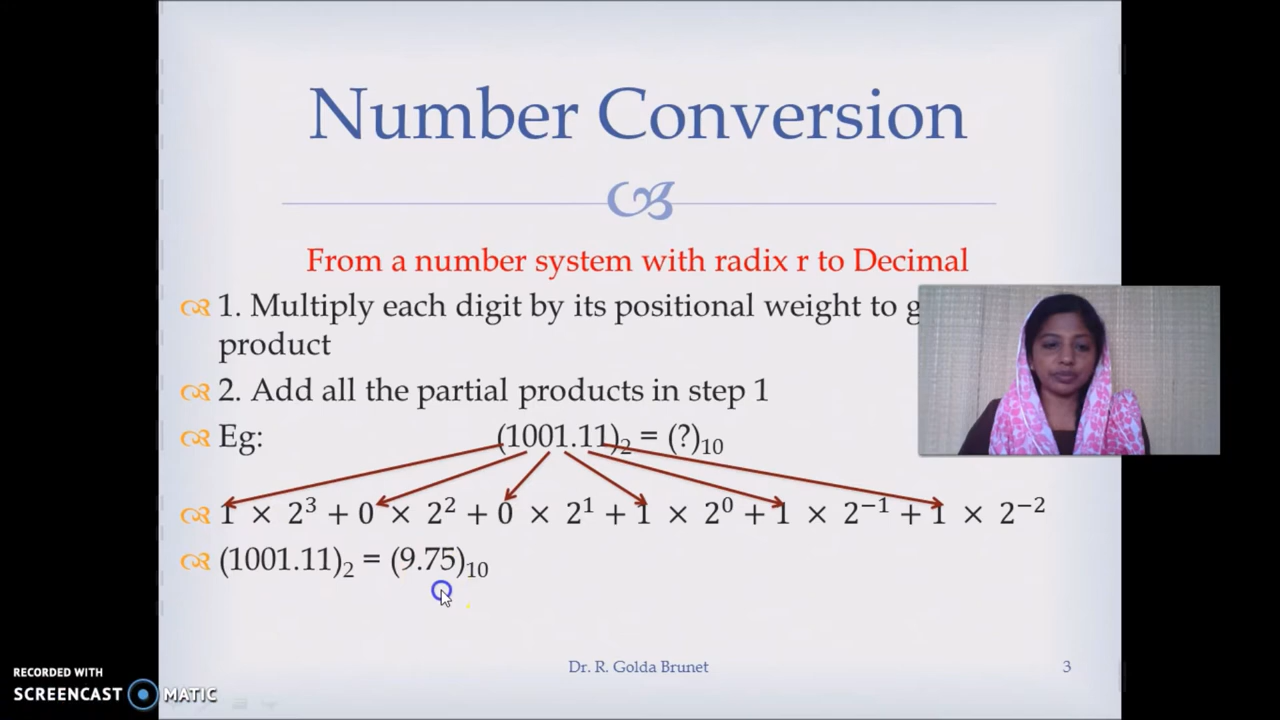 Number Conversion
From a number system with radix r to Decimal
1. Multiply each digit by its positional weight to g
product
2. Add all the partial products in step 1
Eg: (1001.11)₂ = (?)₁₀
1 × 2³ + 0 × 2² + 0 × 2¹ + 1 × 2⁰ + 1 × 2⁻¹ + 1 × 2⁻²
(1001.11)₂ = (9.75)₁₀
Dr. R. Golda Brunet 3
RECORDED WITH
SCREENCAST MATIC